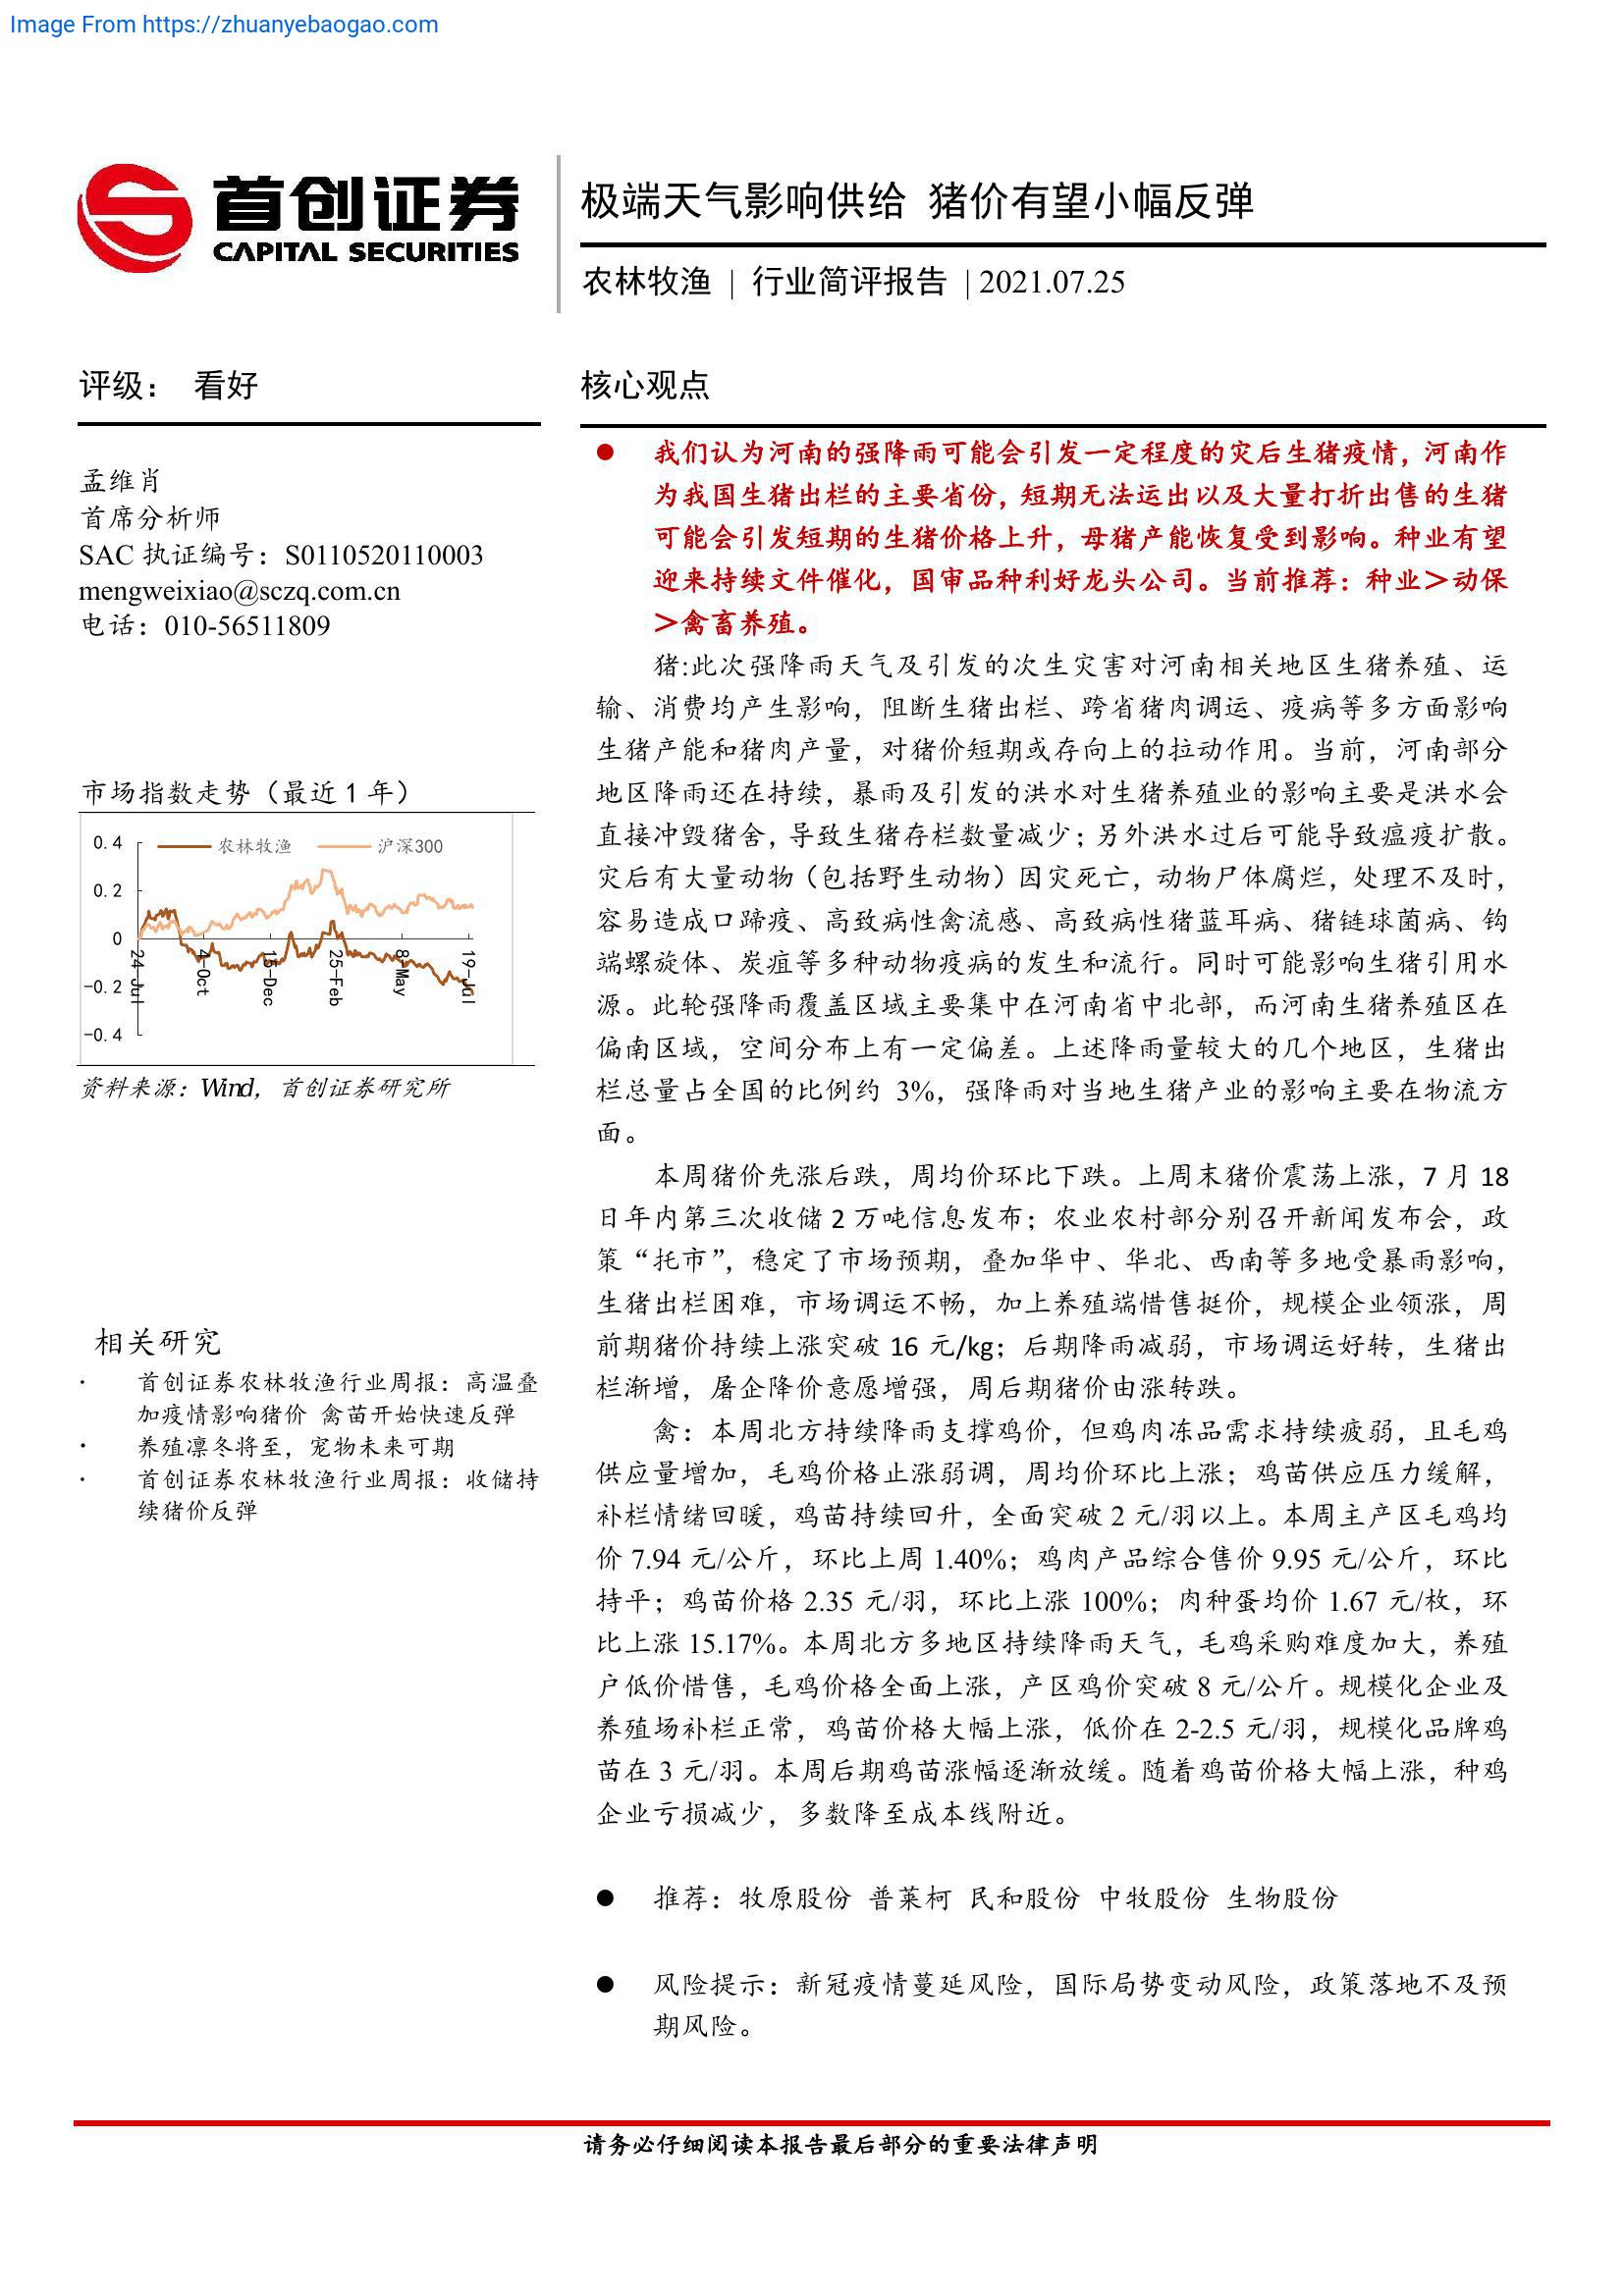 Image From https://zhuanyebaogao.com
首创证券
CAPITAL SECURITIES
极端天气影响供给 猪价有望小幅反弹
农林牧渔 | 行业简评报告 | 2021.07.25
评级： 看好
孟维肖
首席分析师
SAC 执证编号：S0110520110003
mengweixiao@sczq.com.cn
电话：010-56511809
市场指数走势（最近 1 年）
农林牧渔 沪深300
0.4
0.2
0
-0.2
-0.4
24-Jul 4-Oct 15-Dec 25-Feb 8-May 19-Jul
资料来源：Wind，首创证券研究所
相关研究
· 首创证券农林牧渔行业周报：高温叠
加疫情影响猪价 禽苗开始快速反弹
· 养殖凛冬将至，宠物未来可期
· 首创证券农林牧渔行业周报：收储持
续猪价反弹
核心观点
● 我们认为河南的强降雨可能会引发一定程度的灾后生猪疫情，河南作
为我国生猪出栏的主要省份，短期无法运出以及大量打折出售的生猪
可能会引发短期的生猪价格上升，母猪产能恢复受到影响。种业有望
迎来持续文件催化，国审品种利好龙头公司。当前推荐：种业＞动保
＞禽畜养殖。
猪:此次强降雨天气及引发的次生灾害对河南相关地区生猪养殖、运
输、消费均产生影响，阻断生猪出栏、跨省猪肉调运、疫病等多方面影响
生猪产能和猪肉产量，对猪价短期或存向上的拉动作用。当前，河南部分
地区降雨还在持续，暴雨及引发的洪水对生猪养殖业的影响主要是洪水会
直接冲毁猪舍，导致生猪存栏数量减少；另外洪水过后可能导致瘟疫扩散。
灾后有大量动物（包括野生动物）因灾死亡，动物尸体腐烂，处理不及时，
容易造成口蹄疫、高致病性禽流感、高致病性猪蓝耳病、猪链球菌病、钩
端螺旋体、炭疽等多种动物疫病的发生和流行。同时可能影响生猪引用水
源。此轮强降雨覆盖区域主要集中在河南省中北部，而河南生猪养殖区在
偏南区域，空间分布上有一定偏差。上述降雨量较大的几个地区，生猪出
栏总量占全国的比例约 3%，强降雨对当地生猪产业的影响主要在物流方
面。
本周猪价先涨后跌，周均价环比下跌。上周末猪价震荡上涨，7 月 18
日年内第三次收储 2 万吨信息发布；农业农村部分别召开新闻发布会，政
策“托市”，稳定了市场预期，叠加华中、华北、西南等多地受暴雨影响，
生猪出栏困难，市场调运不畅，加上养殖端惜售挺价，规模企业领涨，周
前期猪价持续上涨突破 16 元/kg；后期降雨减弱，市场调运好转，生猪出
栏渐增，屠企降价意愿增强，周后期猪价由涨转跌。
禽：本周北方持续降雨支撑鸡价，但鸡肉冻品需求持续疲弱，且毛鸡
供应量增加，毛鸡价格止涨弱调，周均价环比上涨；鸡苗供应压力缓解，
补栏情绪回暖，鸡苗持续回升，全面突破 2 元/羽以上。本周主产区毛鸡均
价 7.94 元/公斤，环比上周 1.40%；鸡肉产品综合售价 9.95 元/公斤，环比
持平；鸡苗价格 2.35 元/羽，环比上涨 100%；肉种蛋均价 1.67 元/枚，环
比上涨 15.17%。本周北方多地区持续降雨天气，毛鸡采购难度加大，养殖
户低价惜售，毛鸡价格全面上涨，产区鸡价突破 8 元/公斤。规模化企业及
养殖场补栏正常，鸡苗价格大幅上涨，低价在 2-2.5 元/羽，规模化品牌鸡
苗在 3 元/羽。本周后期鸡苗涨幅逐渐放缓。随着鸡苗价格大幅上涨，种鸡
企业亏损减少，多数降至成本线附近。
● 推荐：牧原股份 普莱柯 民和股份 中牧股份 生物股份
● 风险提示：新冠疫情蔓延风险，国际局势变动风险，政策落地不及预
期风险。
请务必仔细阅读本报告最后部分的重要法律声明